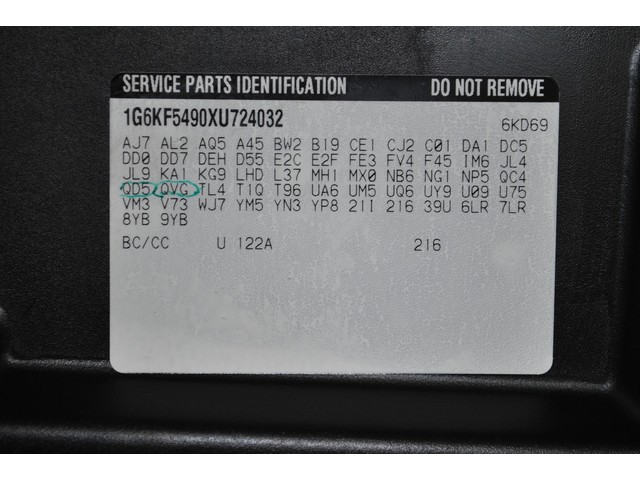 SERVICE PARTS IDENTIFICATION DO NOT REMOVE
1G6KF5490XU724032 6KD69
AJ7 AL2 AQ5 A45 BW2 B19 CE1 CJ2 C01 DA1 DC5
DD0 DD7 DEH D55 E2C E2F FE3 FV4 F45 IM6 JL4
JL9 KA1 KG9 LHD L37 MH1 MX0 NB6 NG1 NP5 QC4
QD5 QVG TL4 T1Q T96 UA6 UM5 UQ6 UY9 U09 U75
VM3 V73 WJ7 YM5 YN3 YP8 21I 216 39U 6LR 7LR
8YB 9YB
BC/CC U 122A 216